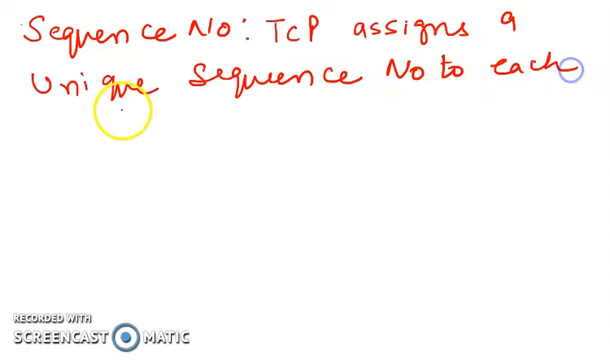 Sequence No: TCP assigns a
Unique Sequence No to each
RECORDED WITH
SCREENCAST MATIC